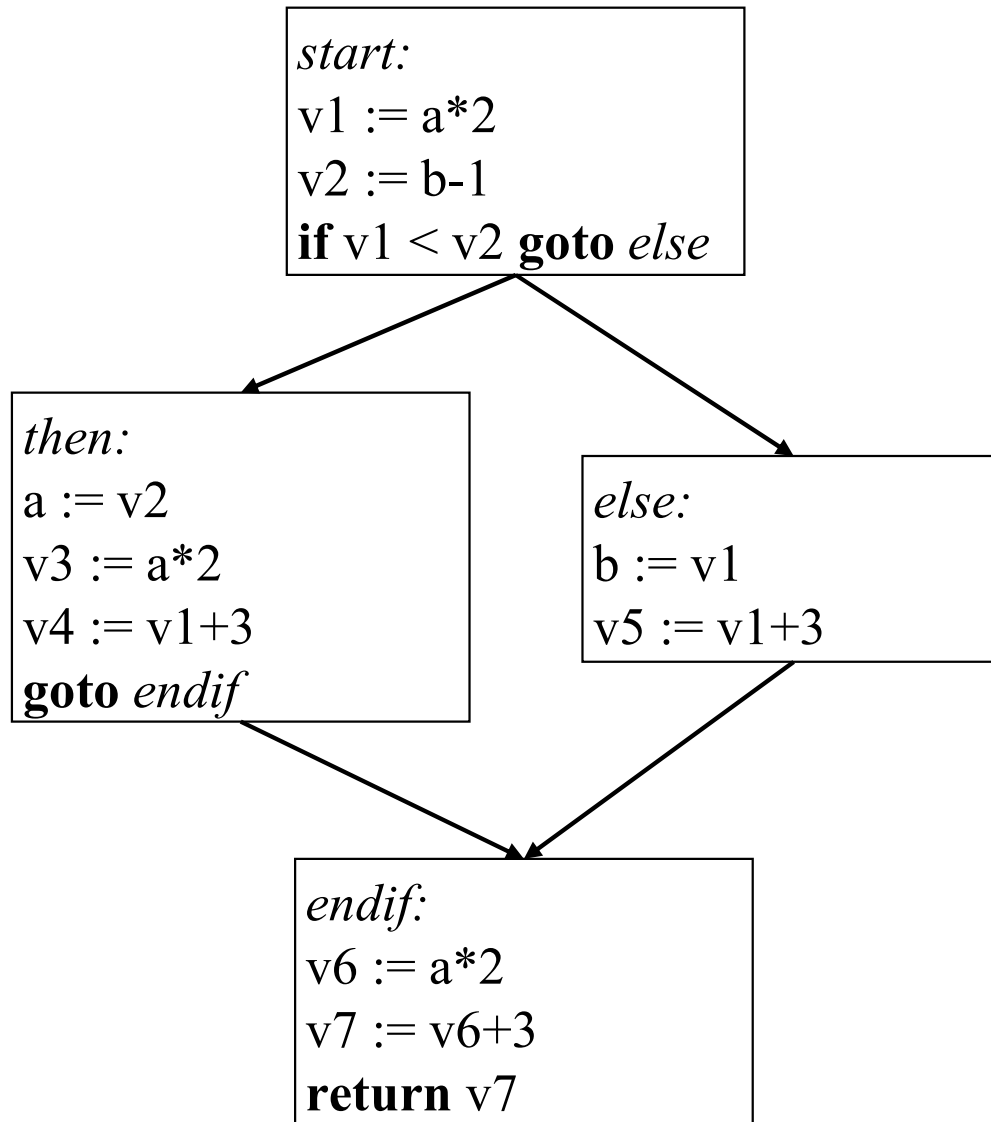 start:
v1 := a*2
v2 := b-1
if v1 < v2 goto else
then:
a := v2
v3 := a*2
v4 := v1+3
goto endif
else:
b := v1
v5 := v1+3
endif:
v6 := a*2
v7 := v6+3
return v7